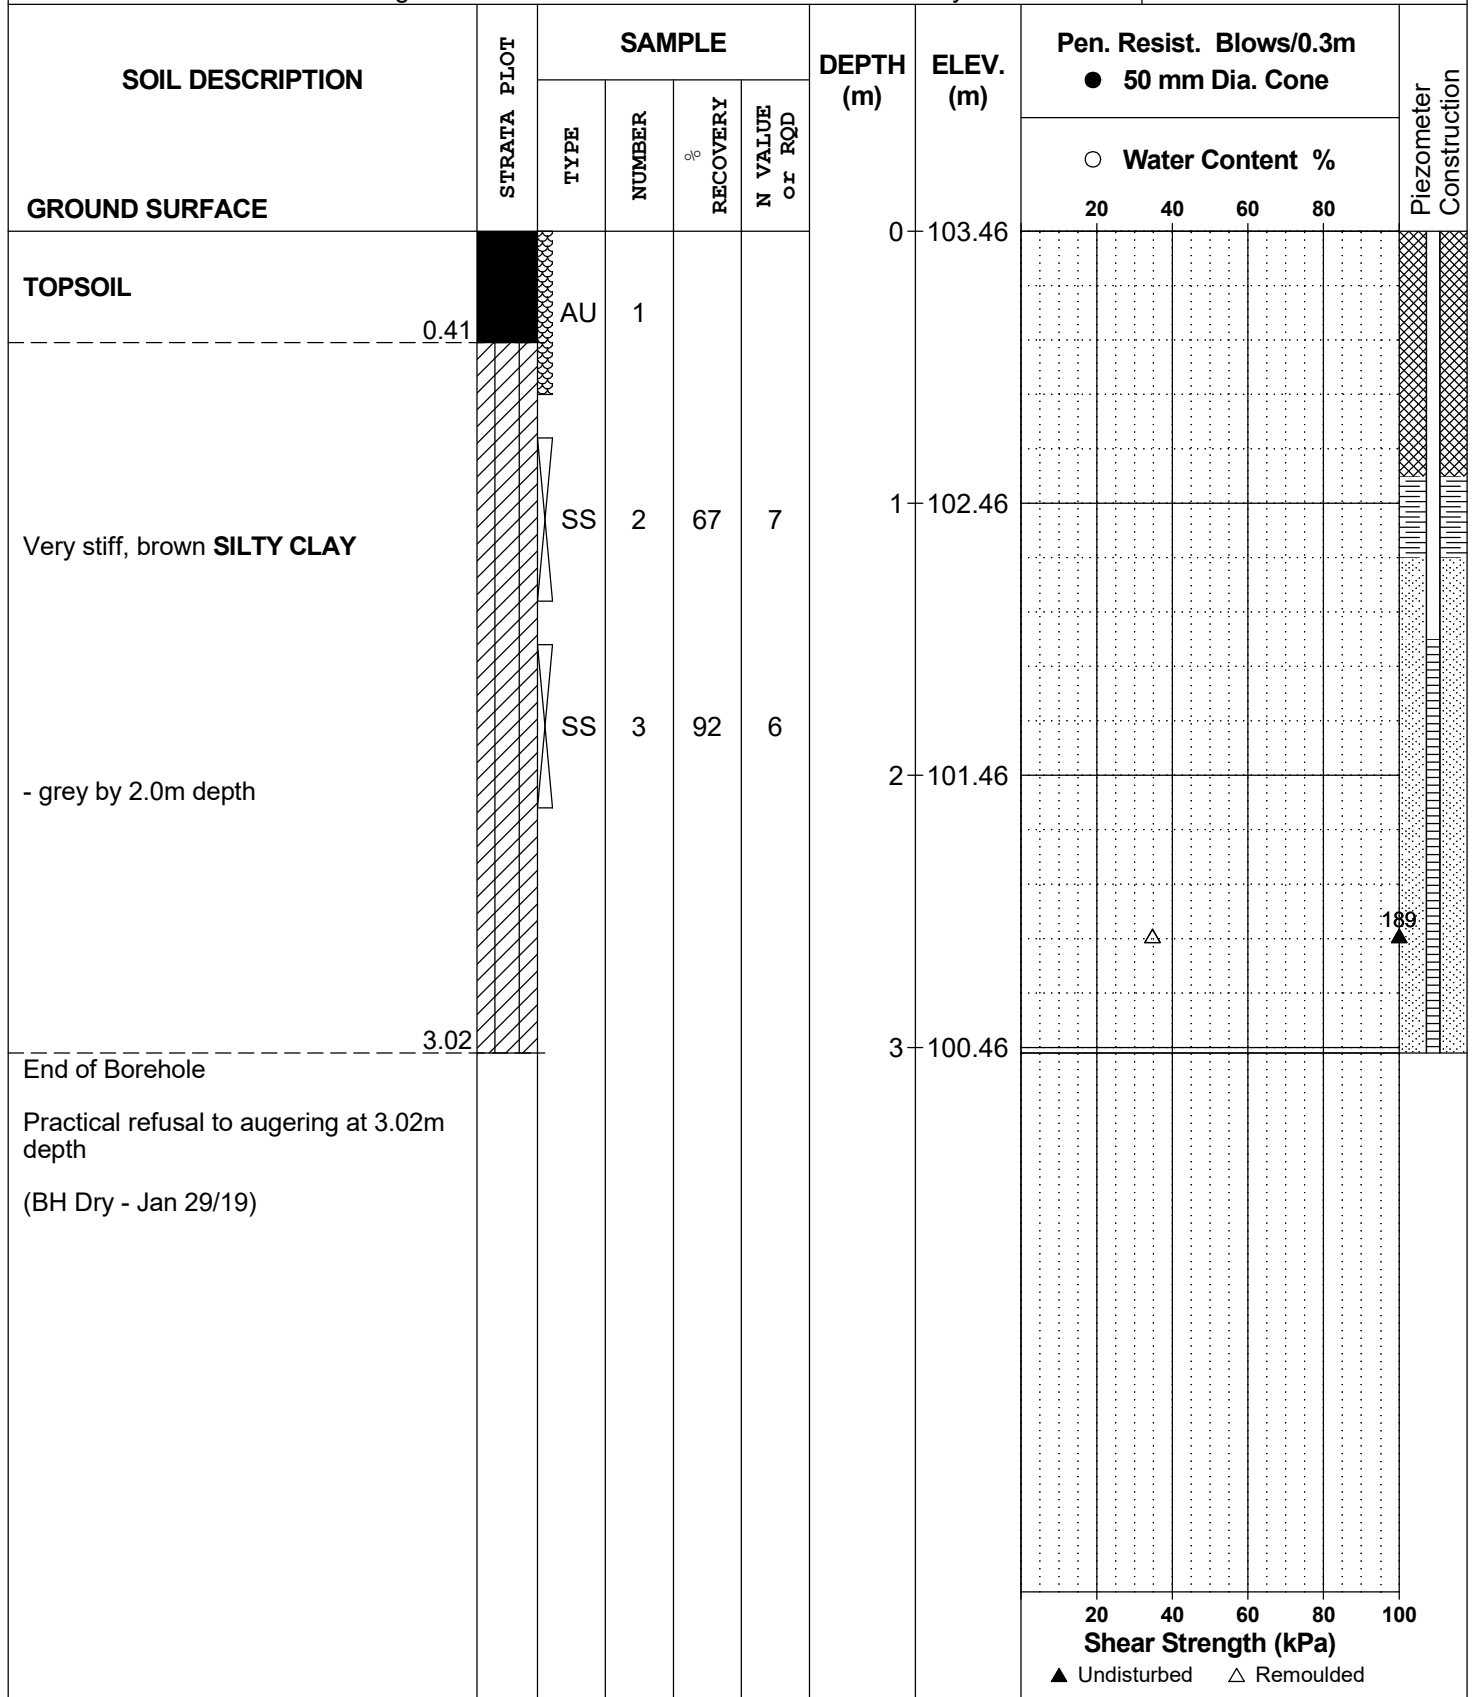 SOIL DESCRIPTION
GROUND SURFACE
STRATA PLOT
SAMPLE
TYPE
NUMBER
%
RECOVERY
N VALUE
or RQD
DEPTH
(m)
ELEV.
(m)
Pen. Resist. Blows/0.3m
● 50 mm Dia. Cone
○ Water Content %
20 40 60 80
Piezometer
Construction
0 103.46
TOPSOIL
0.41
AU 1
1 102.46
SS 2 67 7
Very stiff, brown SILTY CLAY
SS 3 92 6
2 101.46
- grey by 2.0m depth
189
3.02
3 100.46
End of Borehole
Practical refusal to augering at 3.02m
depth
(BH Dry - Jan 29/19)
20 40 60 80 100
Shear Strength (kPa)
▲ Undisturbed △ Remoulded